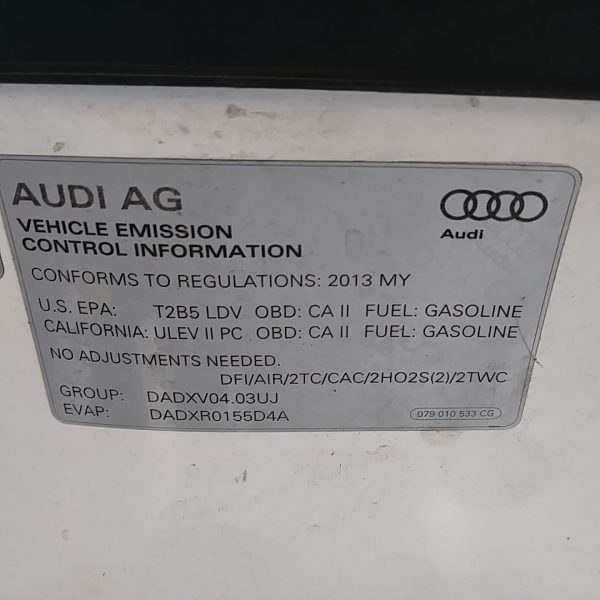 AUDI AG
Audi
VEHICLE EMISSION
CONTROL INFORMATION
CONFORMS TO REGULATIONS: 2013 MY
U.S. EPA: T2B5 LDV OBD: CA II FUEL: GASOLINE
CALIFORNIA: ULEV II PC OBD: CA II FUEL: GASOLINE
NO ADJUSTMENTS NEEDED.
DFI/AIR/2TC/CAC/2HO2S(2)/2TWC
GROUP: DADXV04.03UJ
EVAP: DADXR0155D4A
079 010 533 CG